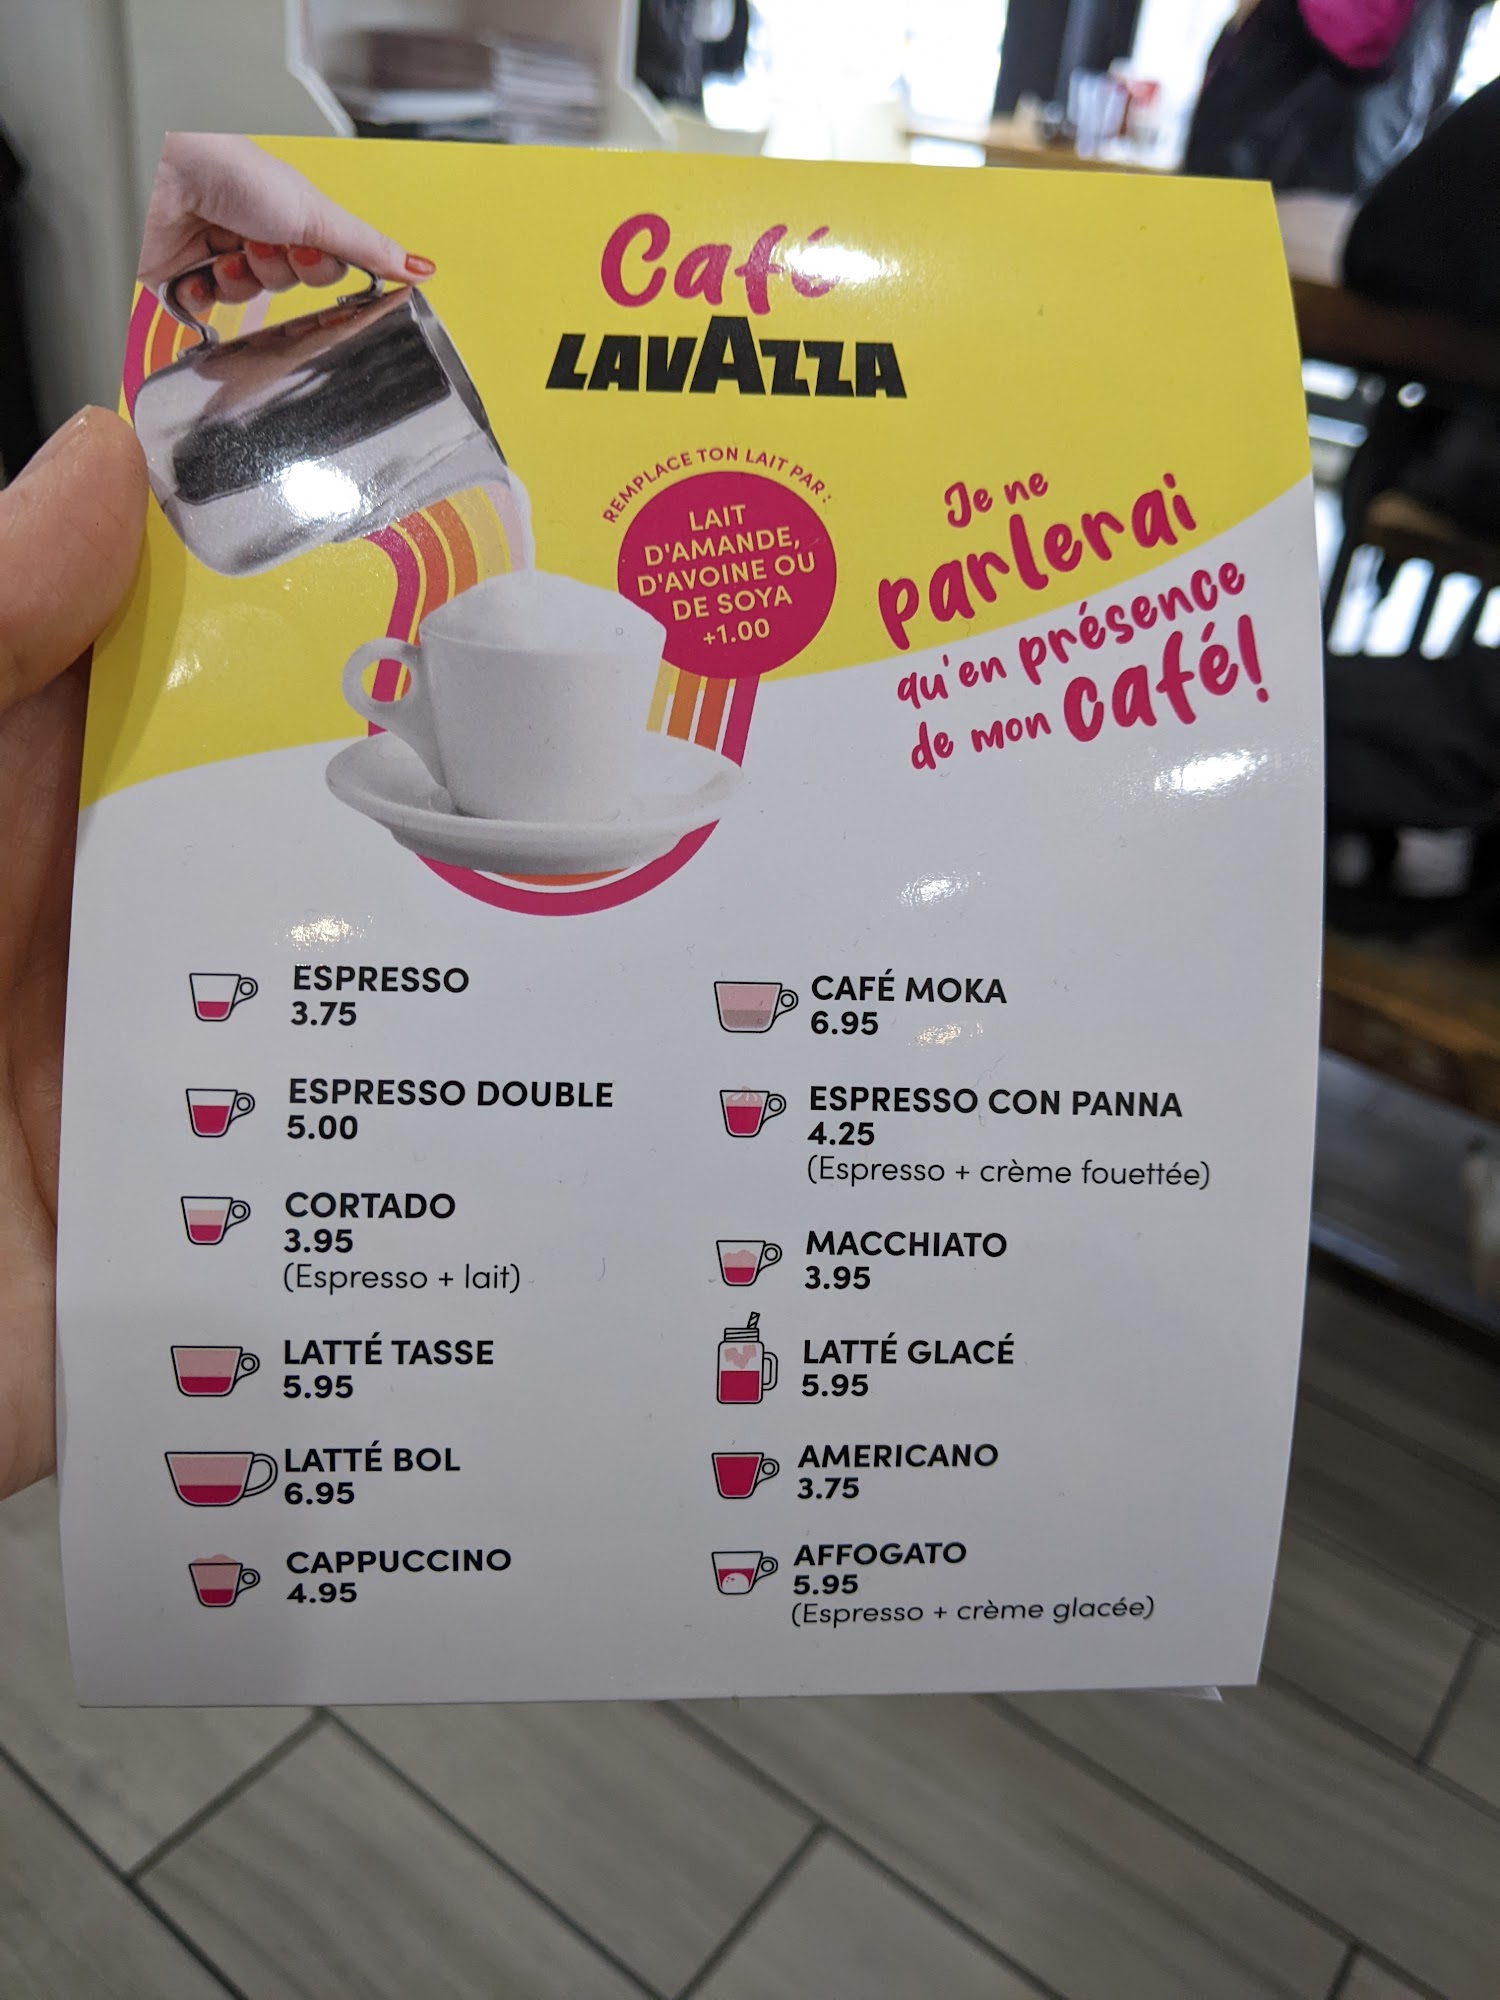 Café
LAVAZZA
REMPLACE TON LAIT PAR :
LAIT
D'AMANDE,
D'AVOINE OU
DE SOYA
+1.00
Je ne
parlerai
qu'en présence
de mon café!
ESPRESSO
3.75
ESPRESSO DOUBLE
5.00
CORTADO
3.95
(Espresso + lait)
LATTÉ TASSE
5.95
LATTÉ BOL
6.95
CAPPUCCINO
4.95
CAFÉ MOKA
6.95
ESPRESSO CON PANNA
4.25
(Espresso + crème fouettée)
MACCHIATO
3.95
LATTÉ GLACÉ
5.95
AMERICANO
3.75
AFFOGATO
5.95
(Espresso + crème glacée)